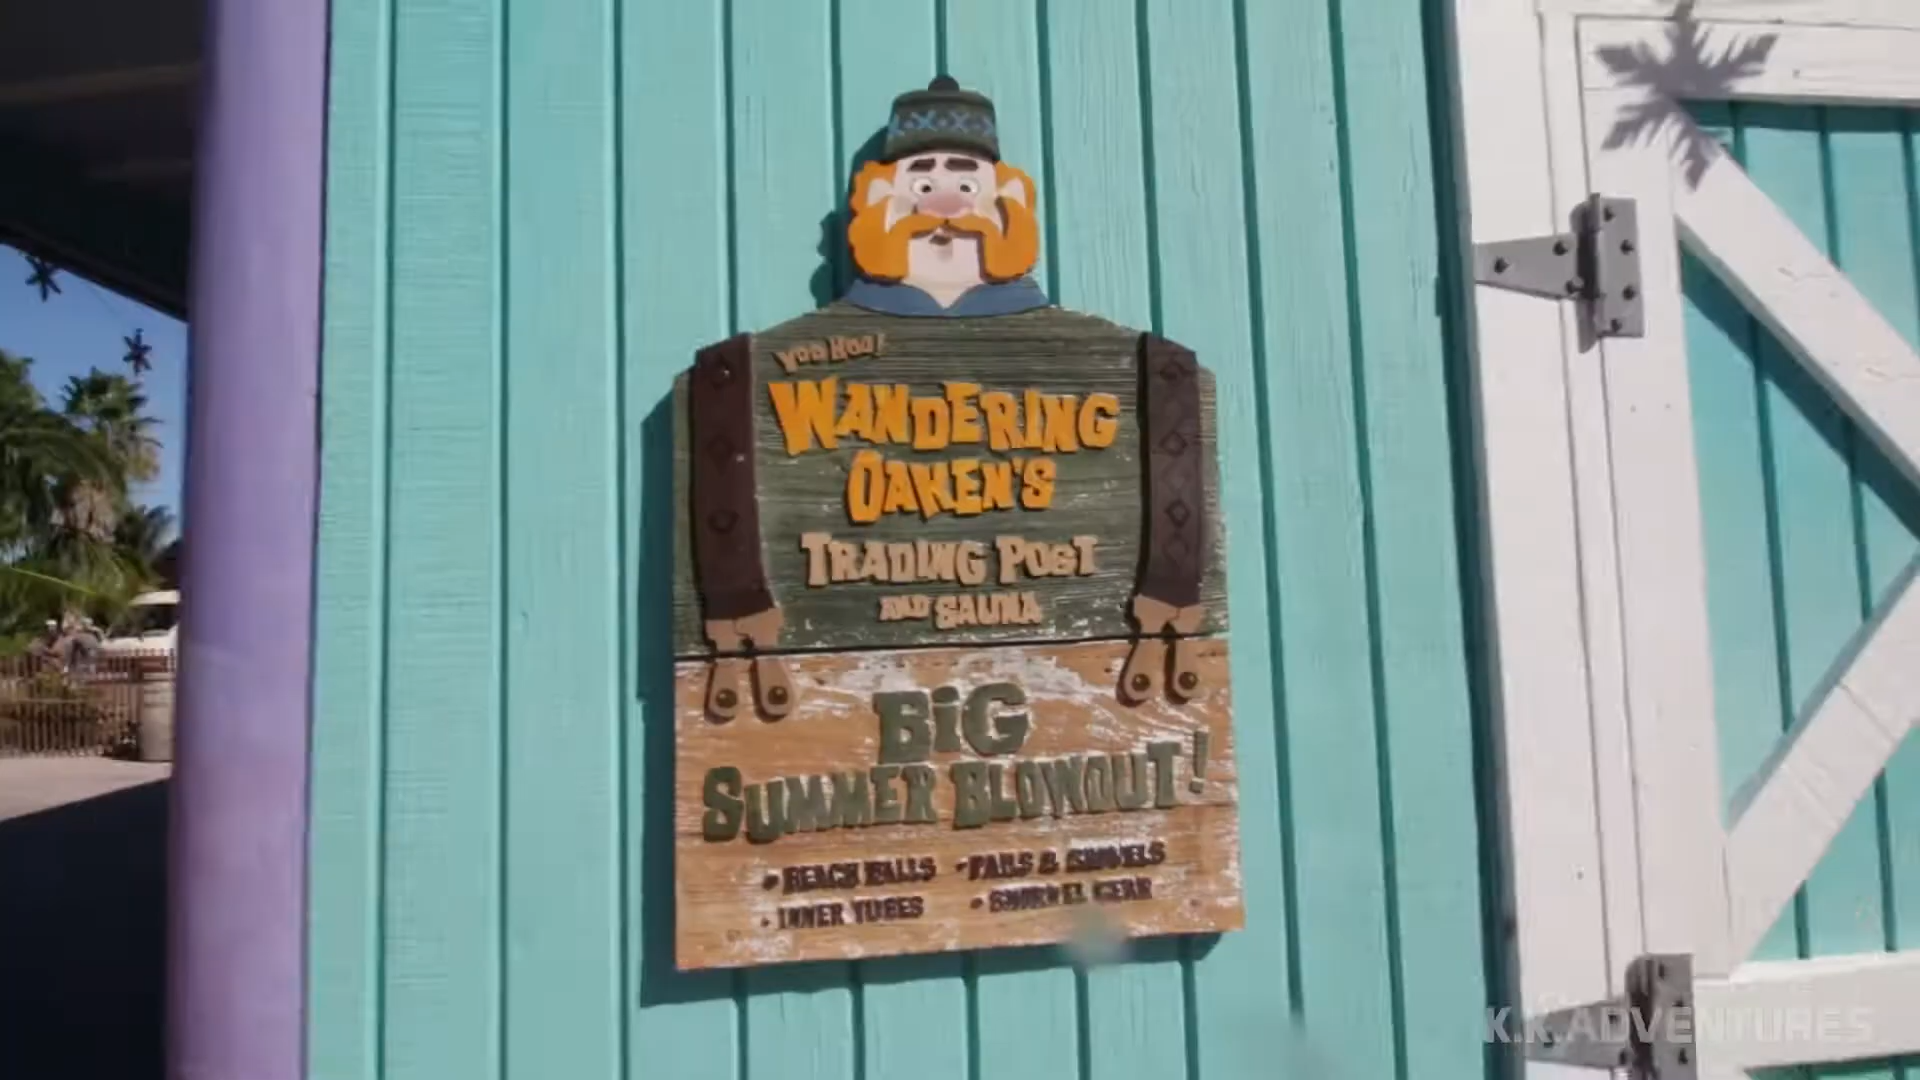 YOO HOO!
WANDERING
OAKEN'S
TRADING POST
AND SAUNA
BiG
SUMMER BLOWOUT!
• BEACH BALLS • PAILS & SHOVELS
• INNER TUBES • SNORKEL GEAR
K.K.ADVENTURES